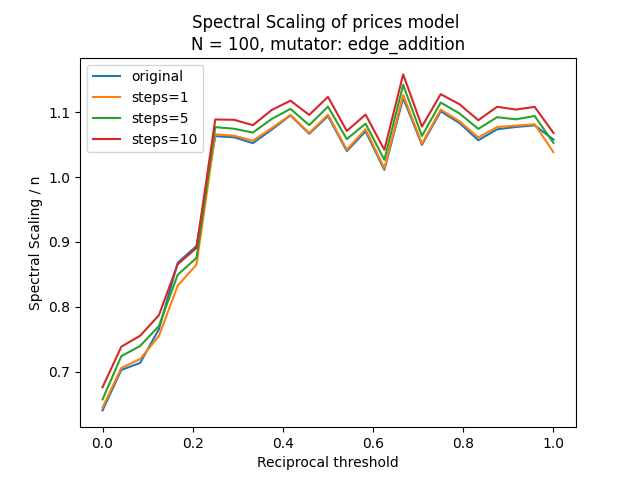 Spectral Scaling of prices model
N = 100, mutator: edge_addition
original
steps=1
steps=5
steps=10
Spectral Scaling / n
1.1
1.0
0.9
0.8
0.7
0.0 0.2 0.4 0.6 0.8 1.0
Reciprocal threshold